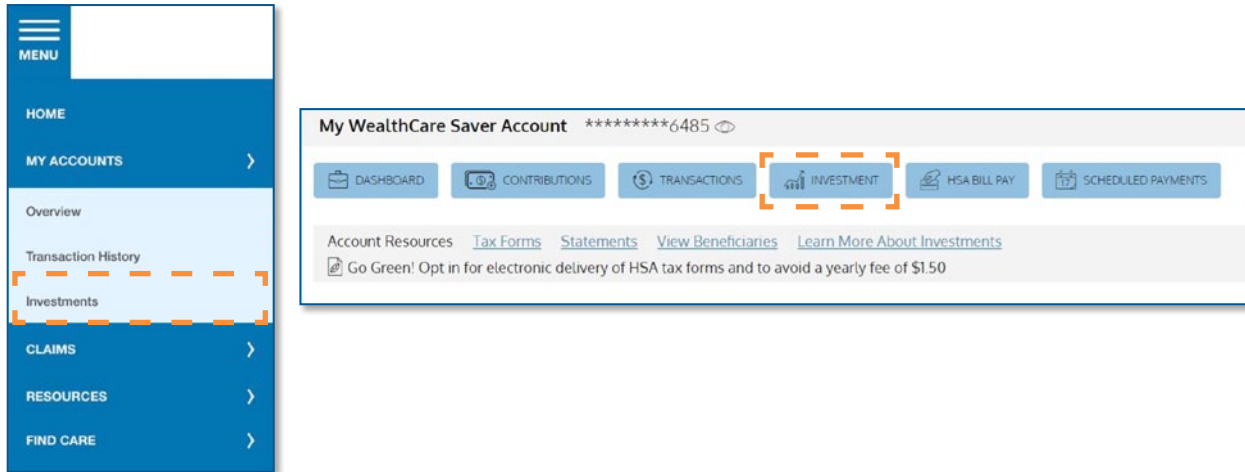 MENU
HOME
MY ACCOUNTS
Overview
Transaction History
Investments
CLAIMS
RESOURCES
FIND CARE
My WealthCare Saver Account *********6485
DASHBOARD CONTRIBUTIONS TRANSACTIONS INVESTMENT HSA BILL PAY SCHEDULED PAYMENTS
Account Resources Tax Forms Statements View Beneficiaries Learn More About Investments
Go Green! Opt in for electronic delivery of HSA tax forms and to avoid a yearly fee of $1.50